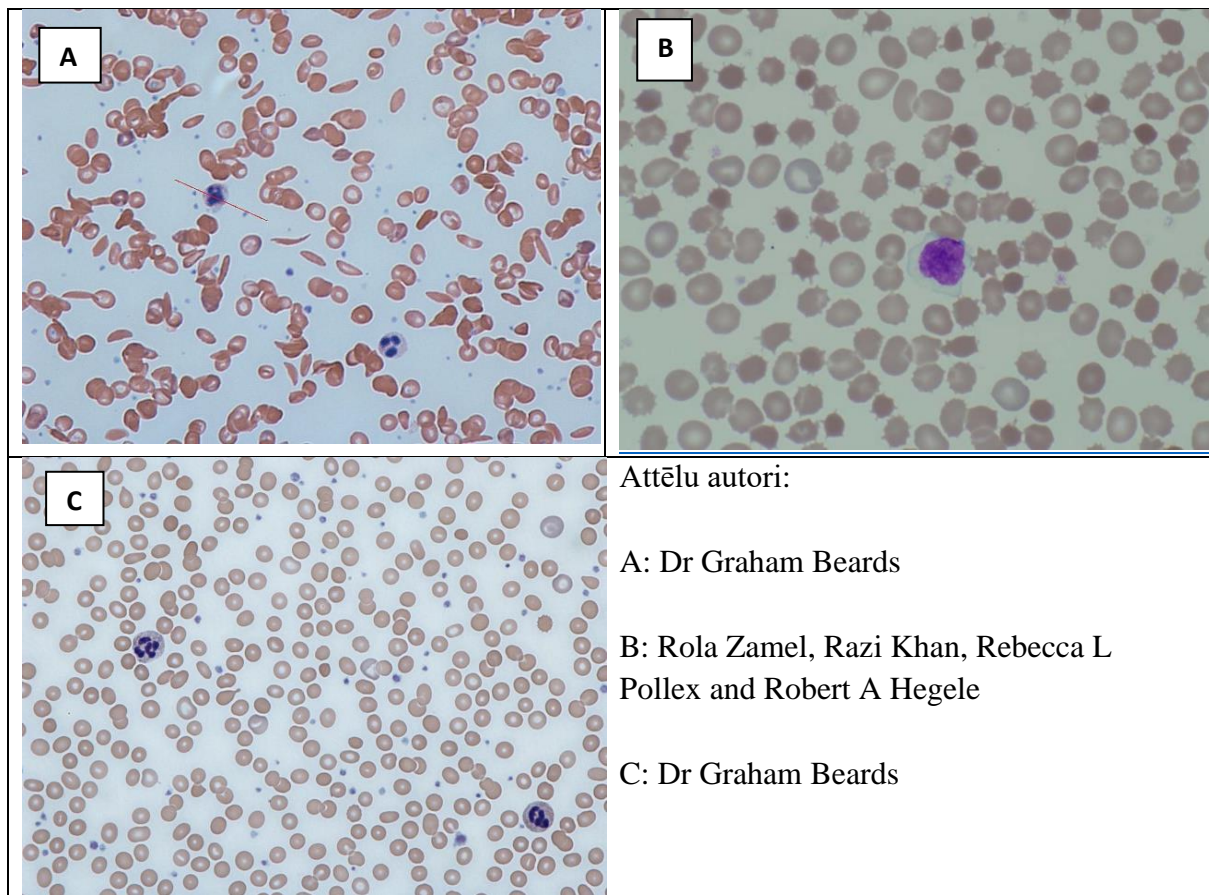 A
B
C
Attēlu autori:
A: Dr Graham Beards
B: Rola Zamel, Razi Khan, Rebecca L
Pollex and Robert A Hegele
C: Dr Graham Beards